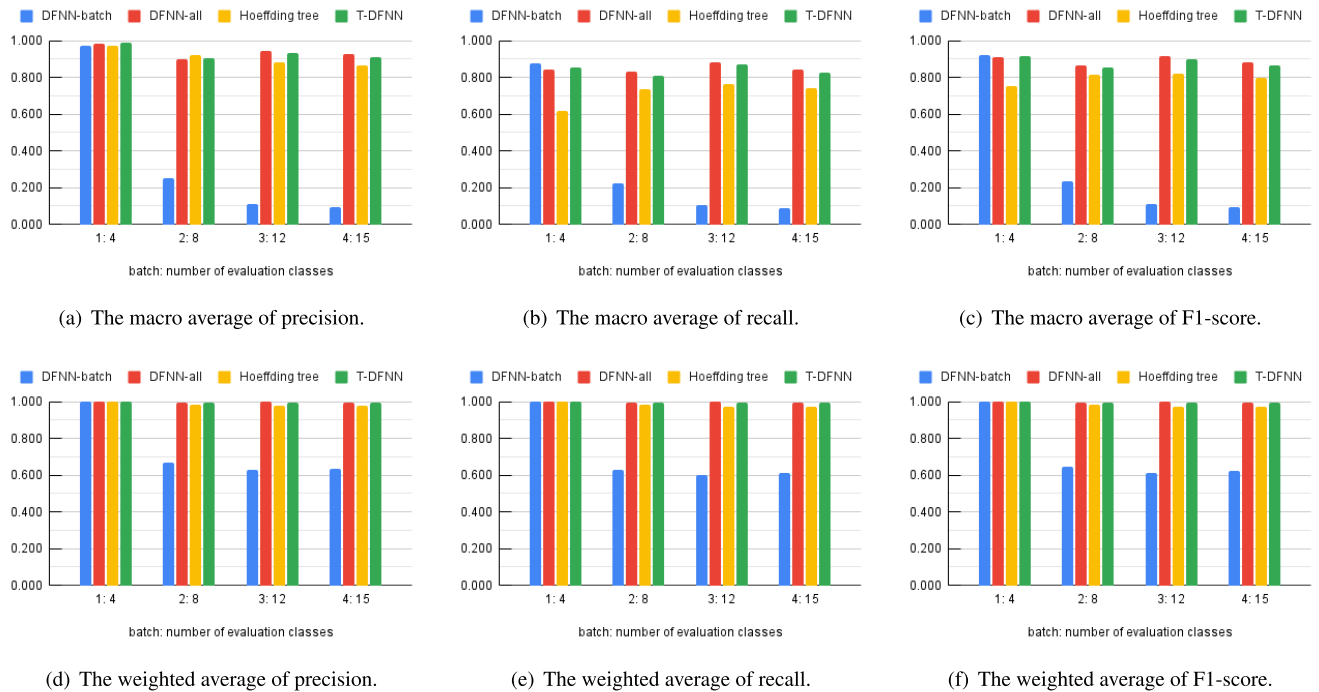 DFNN-batch DFNN-all Hoeffding tree T-DFNN
1.000
0.800
0.600
0.400
0.200
0.000
1: 4 2: 8 3: 12 4: 15
batch: number of evaluation classes
(a) The macro average of precision.
DFNN-batch DFNN-all Hoeffding tree T-DFNN
1.000
0.800
0.600
0.400
0.200
0.000
1: 4 2: 8 3: 12 4: 15
batch: number of evaluation classes
(b) The macro average of recall.
DFNN-batch DFNN-all Hoeffding tree T-DFNN
1.000
0.800
0.600
0.400
0.200
0.000
1: 4 2: 8 3: 12 4: 15
batch: number of evaluation classes
(c) The macro average of F1-score.
DFNN-batch DFNN-all Hoeffding tree T-DFNN
1.000
0.800
0.600
0.400
0.200
0.000
1: 4 2: 8 3: 12 4: 15
batch: number of evaluation classes
(d) The weighted average of precision.
DFNN-batch DFNN-all Hoeffding tree T-DFNN
1.000
0.800
0.600
0.400
0.200
0.000
1: 4 2: 8 3: 12 4: 15
batch: number of evaluation classes
(e) The weighted average of recall.
DFNN-batch DFNN-all Hoeffding tree T-DFNN
1.000
0.800
0.600
0.400
0.200
0.000
1: 4 2: 8 3: 12 4: 15
batch: number of evaluation classes
(f) The weighted average of F1-score.